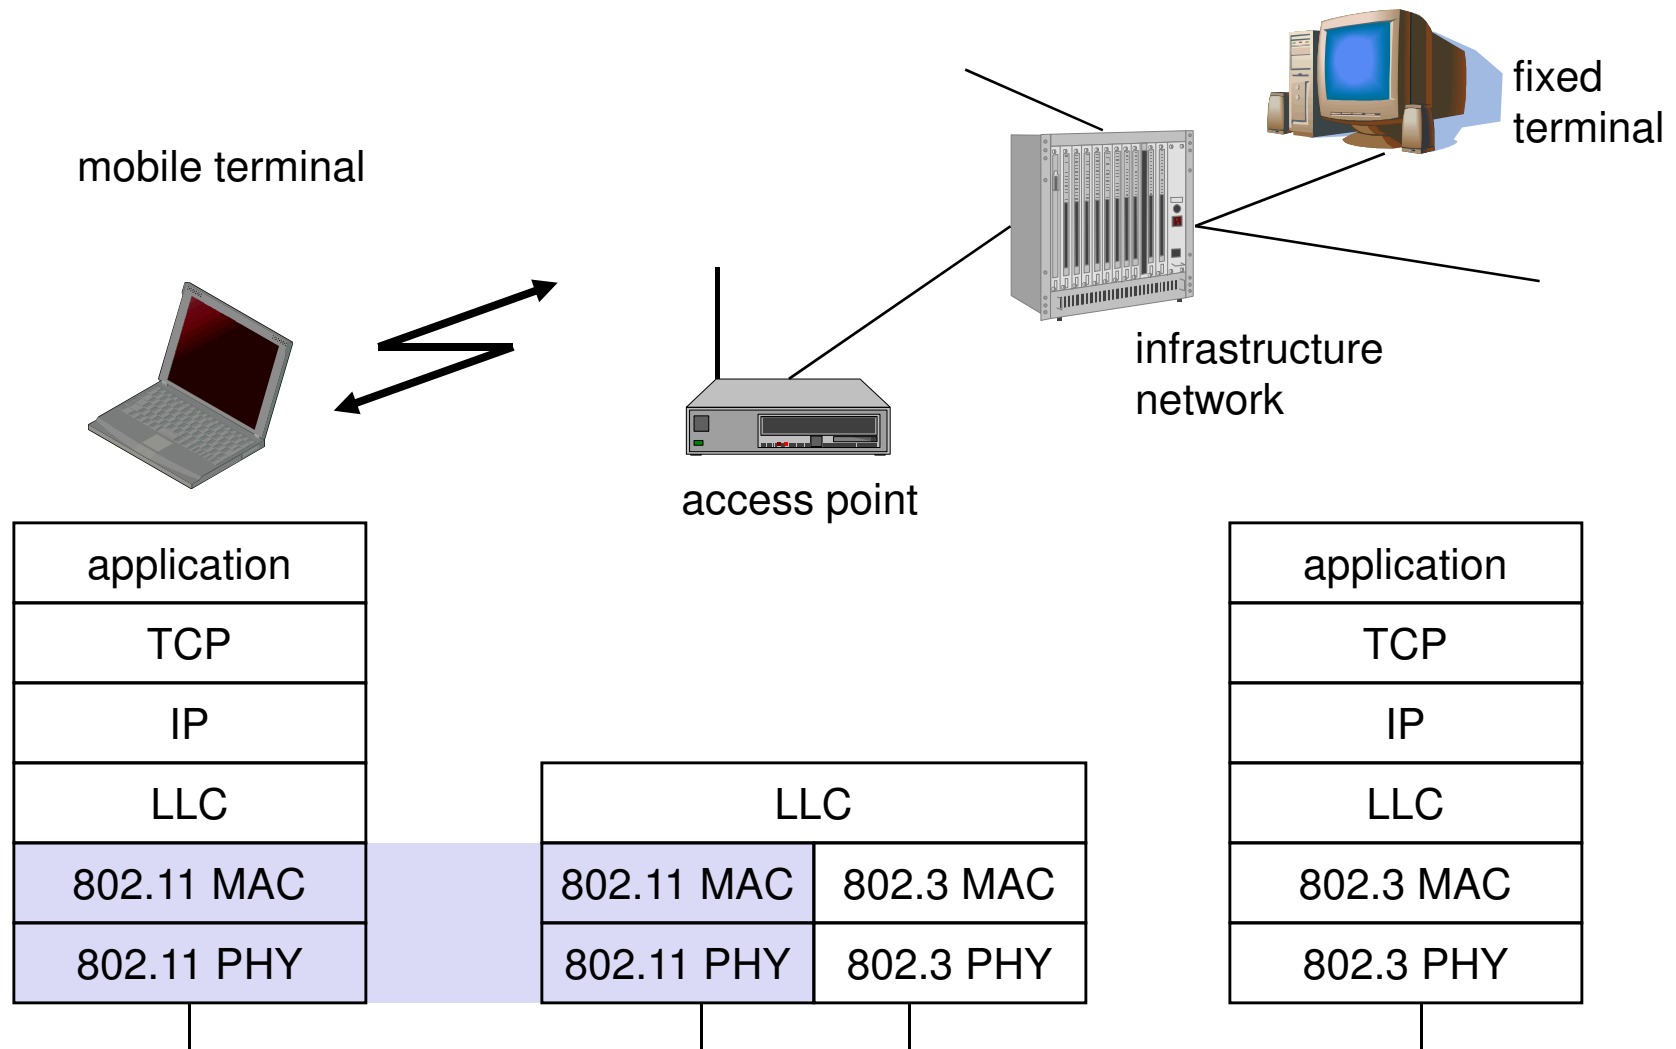 fixed
terminal
mobile terminal
infrastructure
network
access point
application
TCP
IP
LLC
802.11 MAC
802.11 PHY
LLC
802.11 MAC
802.3 MAC
802.11 PHY
802.3 PHY
application
TCP
IP
LLC
802.3 MAC
802.3 PHY